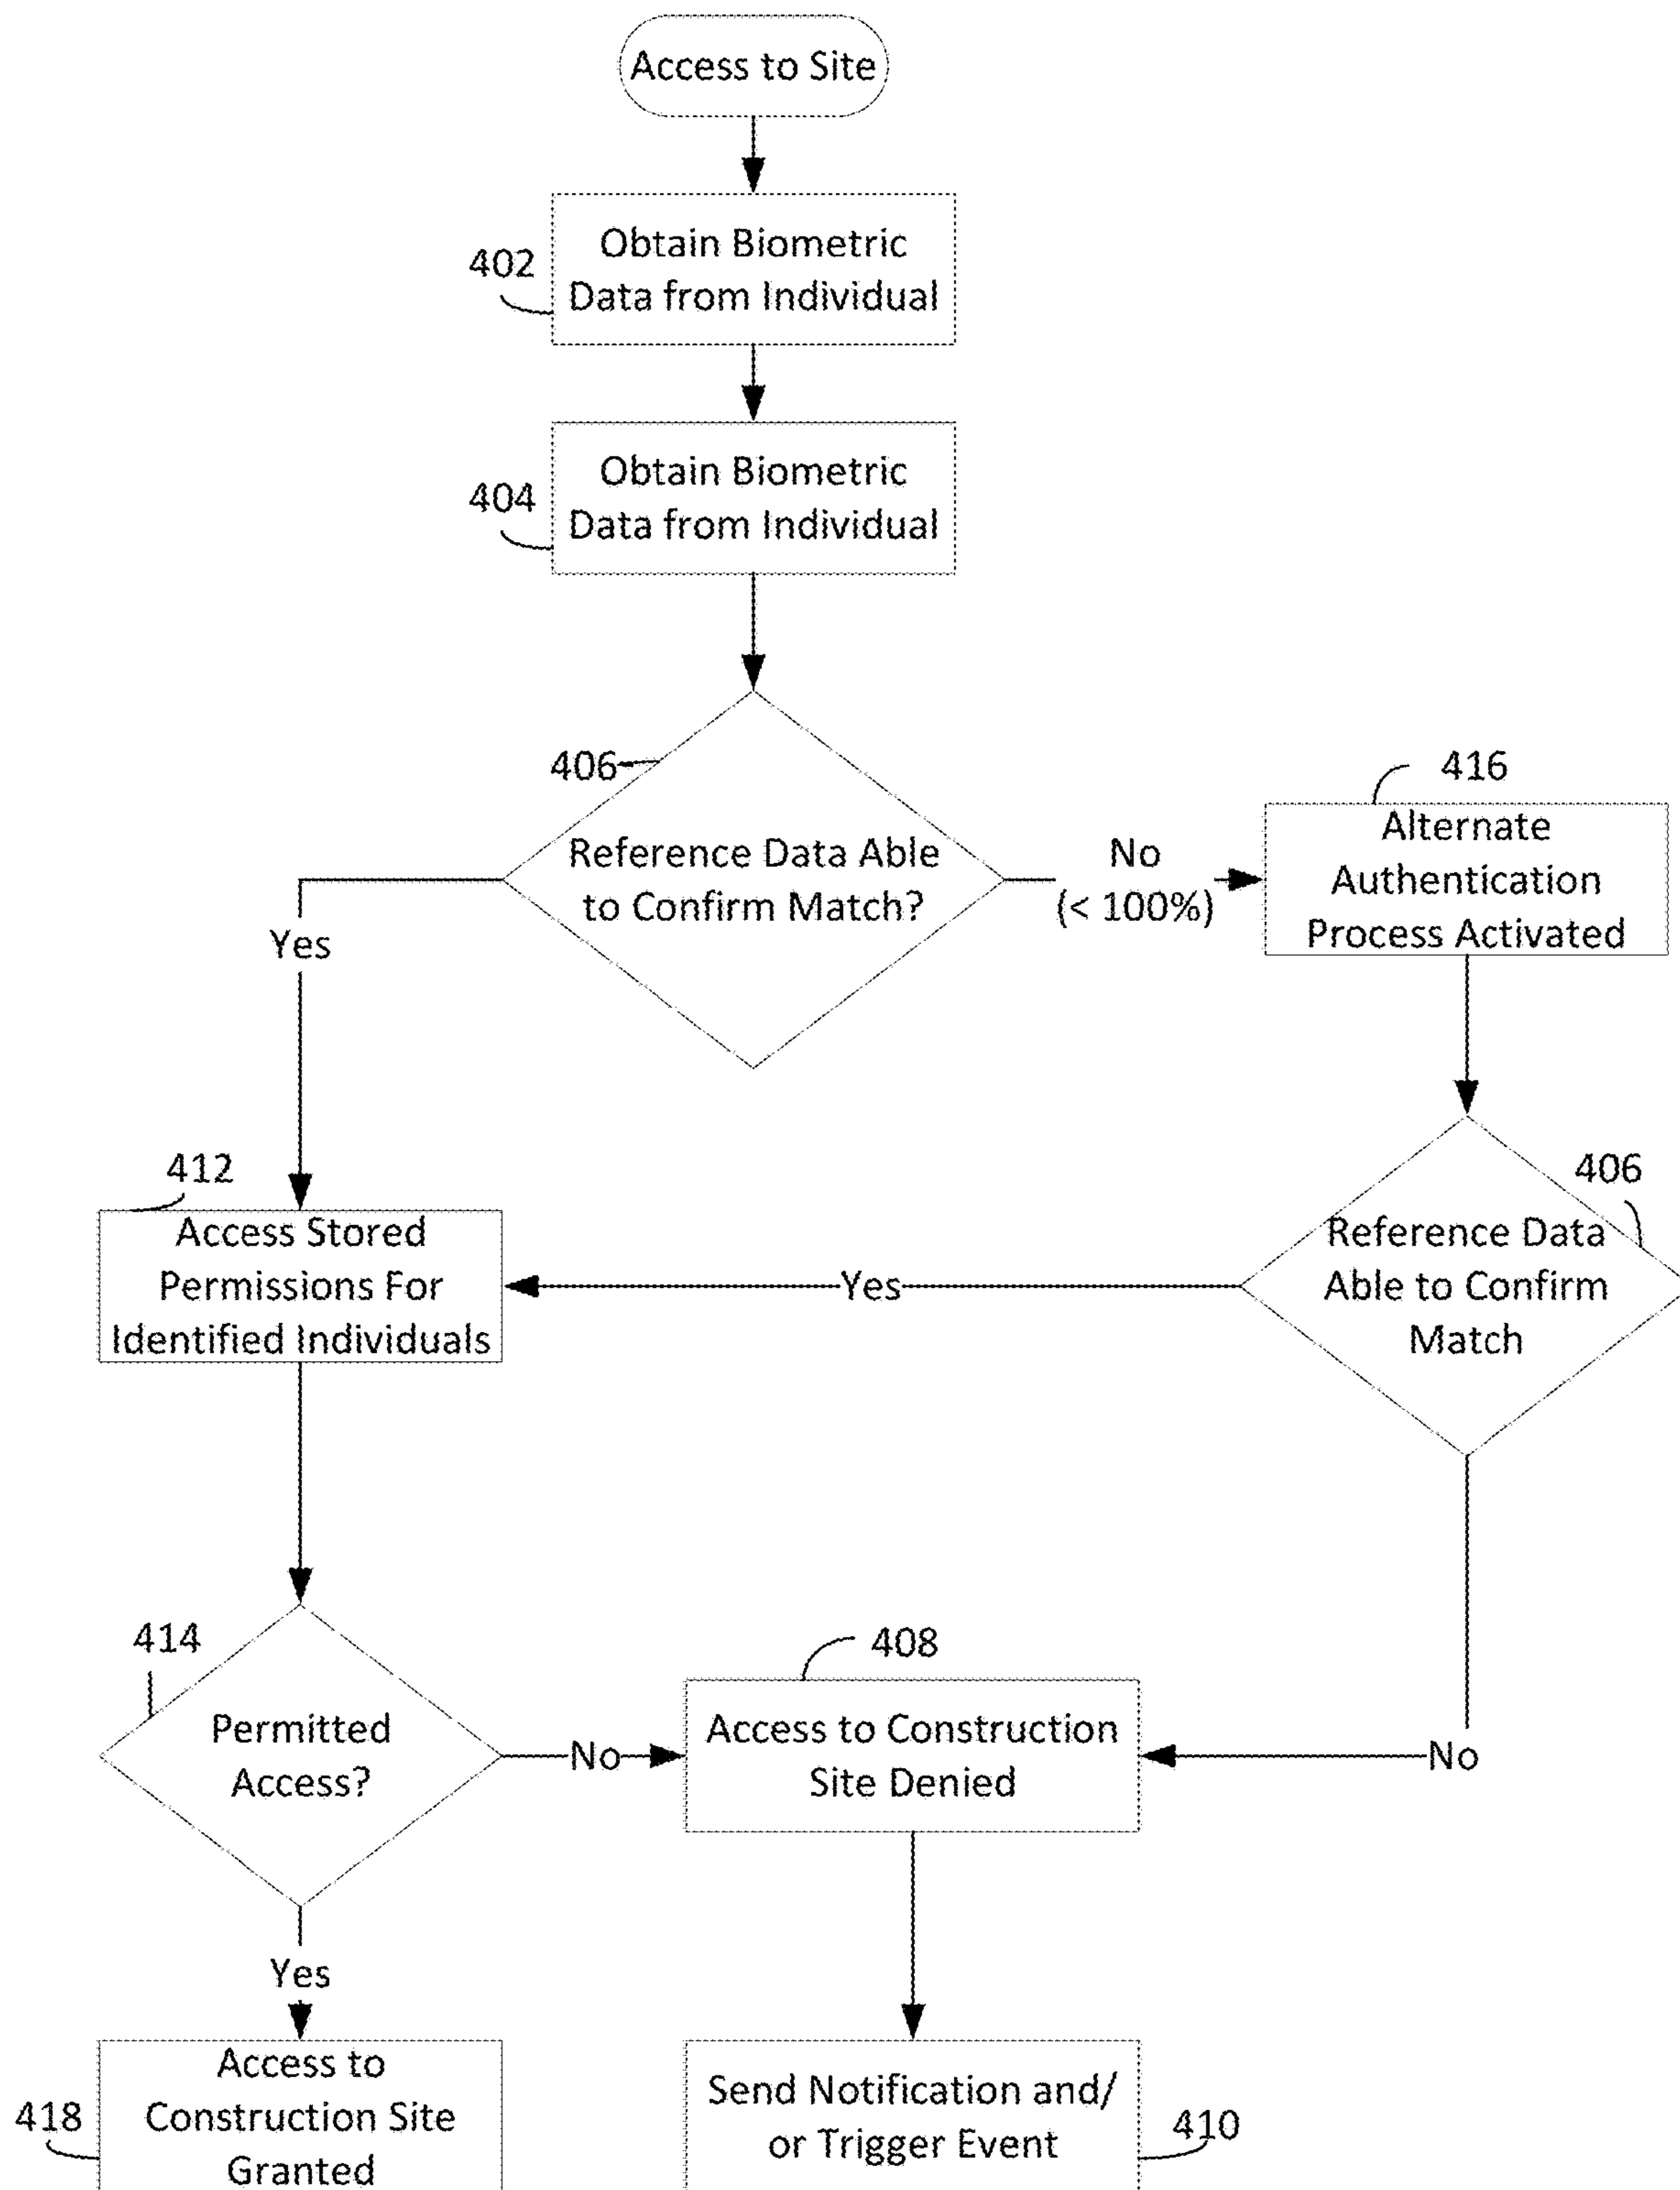 Access to Site
402
Obtain Biometric
Data from Individual
404
Obtain Biometric
Data from Individual
406
Reference Data Able
to Confirm Match?
No
(< 100%)
416
Alternate
Authentication
Process Activated
Yes
412
Access Stored
Permissions For
Identified Individuals
Yes
406
Reference Data
Able to Confirm
Match
414
Permitted
Access?
No
408
Access to Construction
Site Denied
No
Yes
418
Access to
Construction Site
Granted
Send Notification and/
or Trigger Event
410